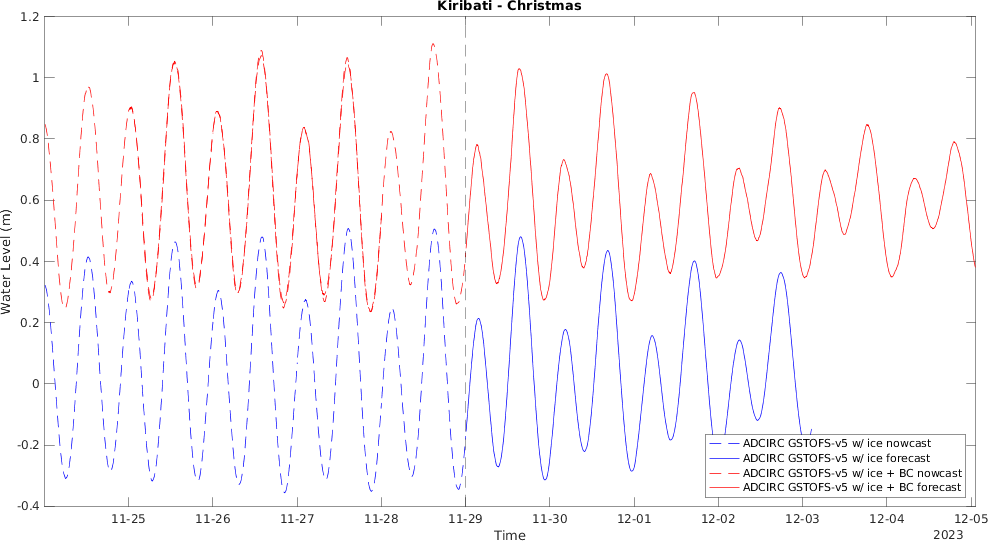 Kiribati - Christmas
1.2
1
0.8
0.6
0.4
0.2
0
-0.2
-0.4
Water Level (m)
ADCIRC GSTOFS-v5 w/ ice nowcast
ADCIRC GSTOFS-v5 w/ ice forecast
ADCIRC GSTOFS-v5 w/ ice + BC nowcast
ADCIRC GSTOFS-v5 w/ ice + BC forecast
11-25 11-26 11-27 11-28 11-29 11-30 12-01 12-02 12-03 12-04 12-05
Time
2023